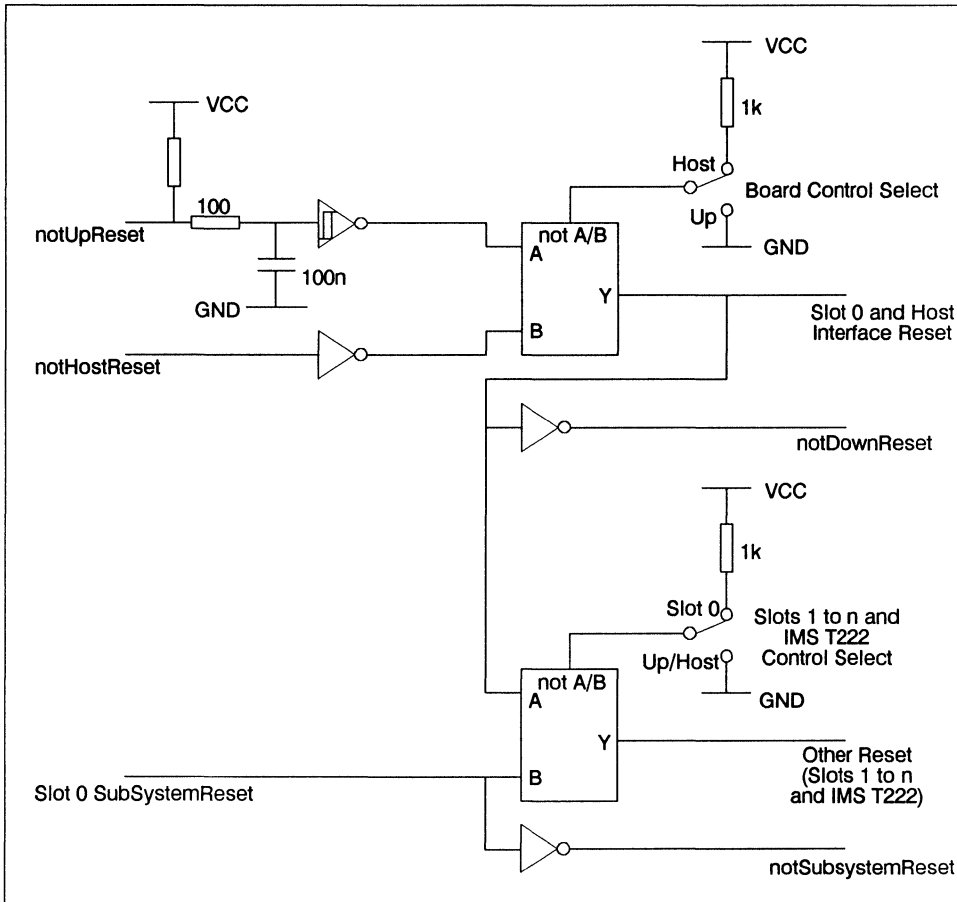 VCC
1k
Host
Board Control Select
Up
GND
VCC
100
notUpReset
100n
GND
not A/B
A
Y
B
Slot 0 and Host
Interface Reset
notHostReset
notDownReset
VCC
1k
Slot 0
Slots 1 to n and
IMS T222
Control Select
Up/Host
GND
not A/B
A
Y
B
Other Reset
(Slots 1 to n
and IMS T222)
Slot 0 SubSystemReset
notSubsystemReset